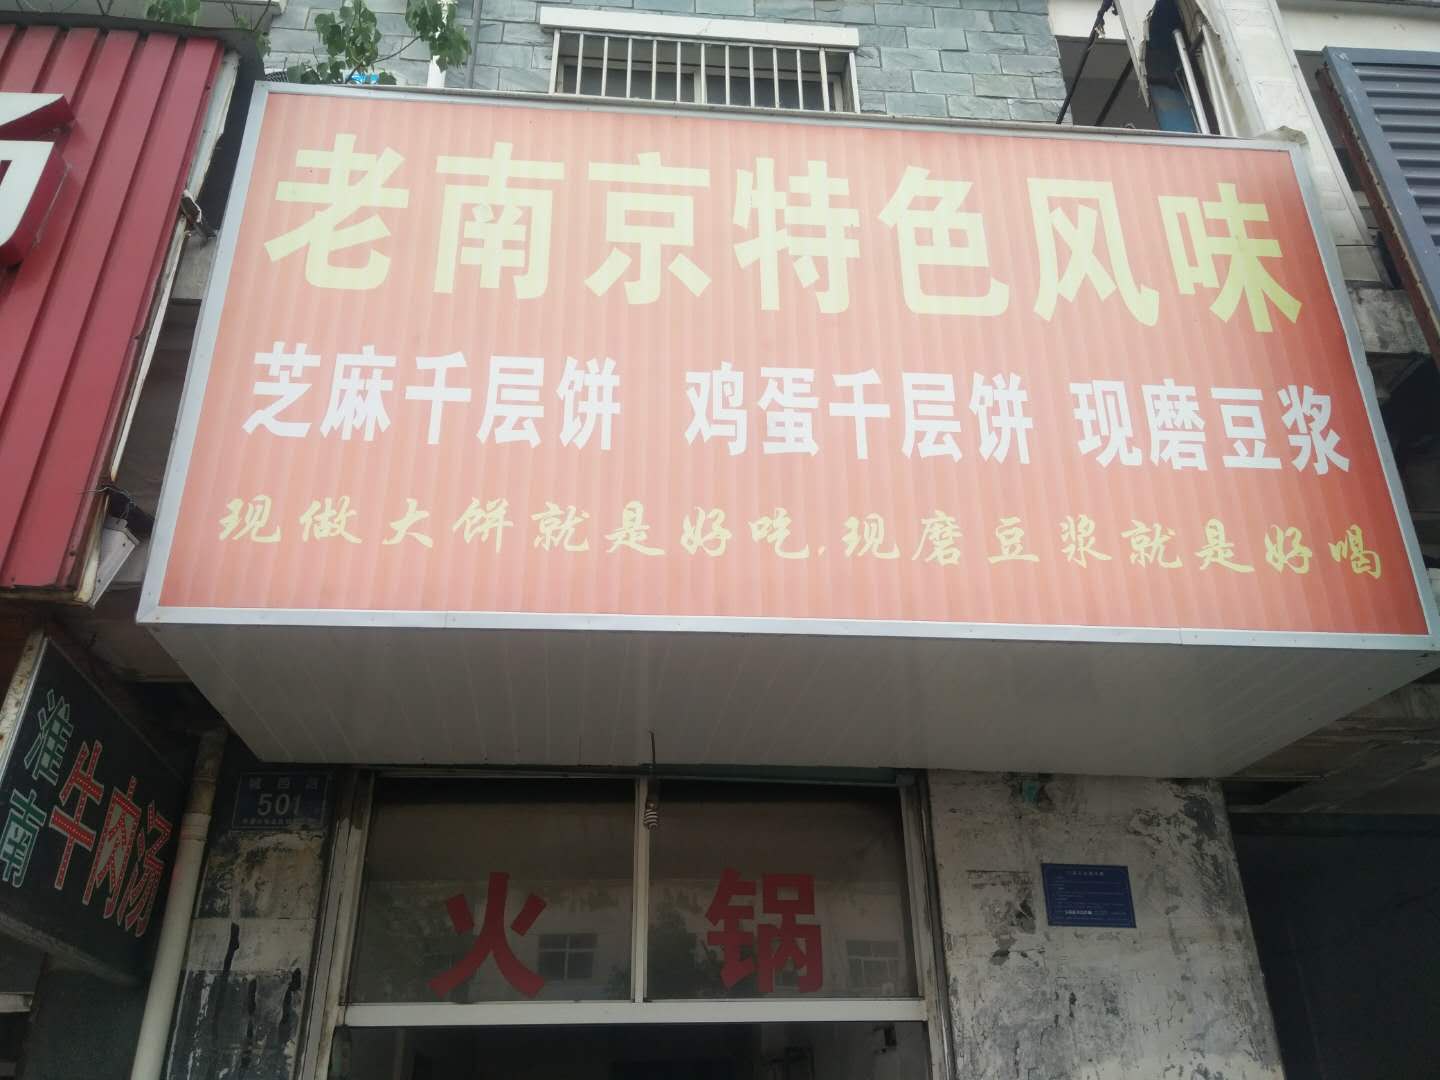 老南京特色风味
芝麻千层饼 鸡蛋千层饼 现磨豆浆
现做大饼就是好吃,现磨豆浆就是好喝
淮南
牛肉汤
501
火锅